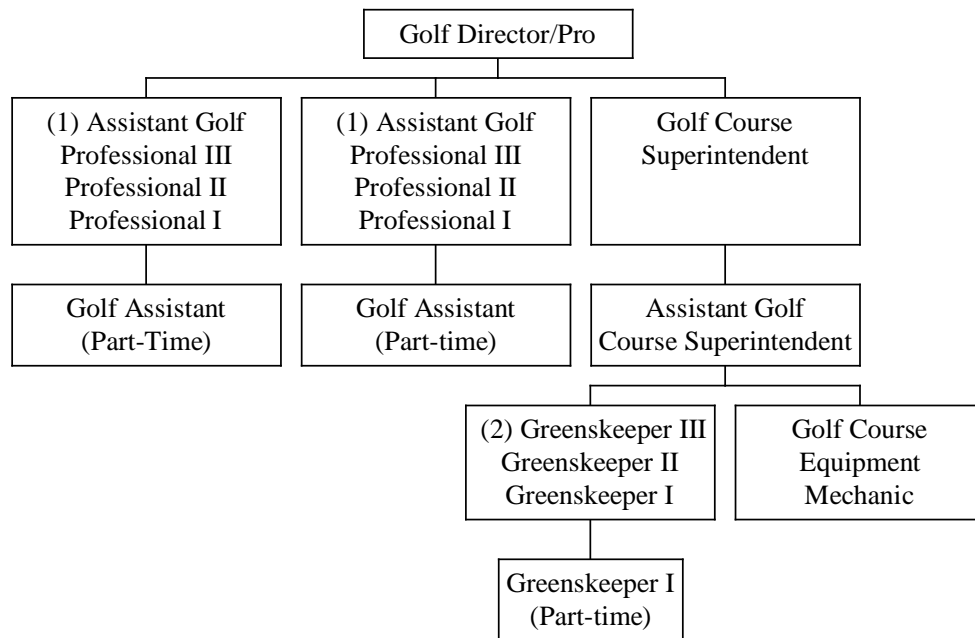 Golf Director/Pro
(1) Assistant Golf
Professional III
Professional II
Professional I
(1) Assistant Golf
Professional III
Professional II
Professional I
Golf Course
Superintendent
Golf Assistant
(Part-Time)
Golf Assistant
(Part-time)
Assistant Golf
Course Superintendent
(2) Greenskeeper III
Greenskeeper II
Greenskeeper I
Golf Course
Equipment
Mechanic
Greenskeeper I
(Part-time)